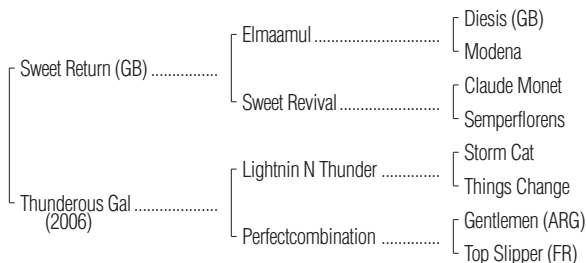 Diesis (GB)
Elmaamul ..............................
Modena
Sweet Return (GB) ................
Claude Monet
Sweet Revival ........................
Semperflorens
Storm Cat
Lightnin N Thunder ..............
Things Change
Thunderous Gal ....................
(2006)
Gentlemen (ARG)
Perfectcombination ................
Top Slipper (FR)